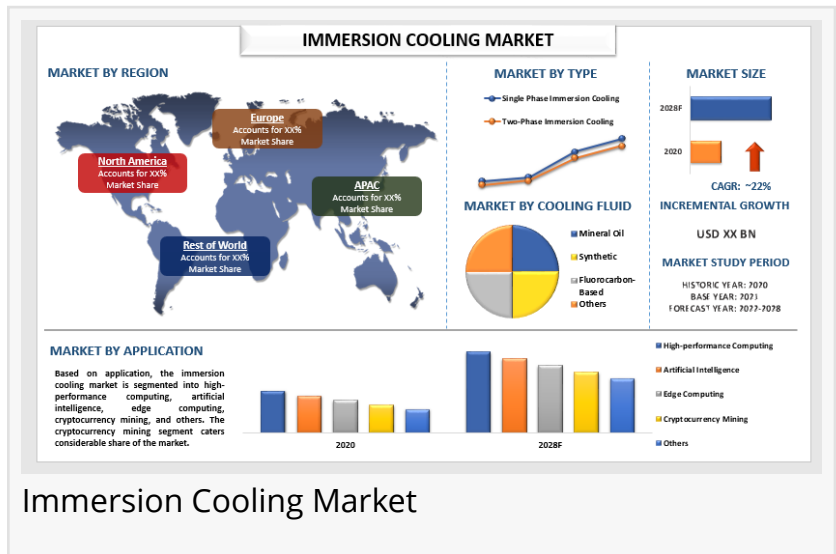 IMMERSION COOLING MARKET
MARKET BY REGION
Europe
Accounts for XX%
Market Share
North America
Accounts for XX%
Market Share
APAC
Accounts for XX%
Market Share
Rest of World
Accounts for XX%
Market Share
MARKET BY TYPE
Single Phase Immersion Cooling
Two-Phase Immersion Cooling
MARKET BY COOLING FLUID
Mineral Oil
Synthetic
Fluorocarbon-
Based
Others
MARKET SIZE
2028F
2020
CAGR: ~22%
INCREMENTAL GROWTH
USD XX BN
MARKET STUDY PERIOD
HISTORIC YEAR: 2020
BASE YEAR: 2021
FORECAST YEAR: 2022-2028
MARKET BY APPLICATION
Based on application, the immersion
cooling market is segmented into high-
performance computing, artificial
intelligence, edge computing,
cryptocurrency mining, and others. The
cryptocurrency mining segment caters
considerable share of the market.
2020
2028F
High-performance Computing
Artificial Intelligence
Edge Computing
Cryptocurrency Mining
Others
Immersion Cooling Market